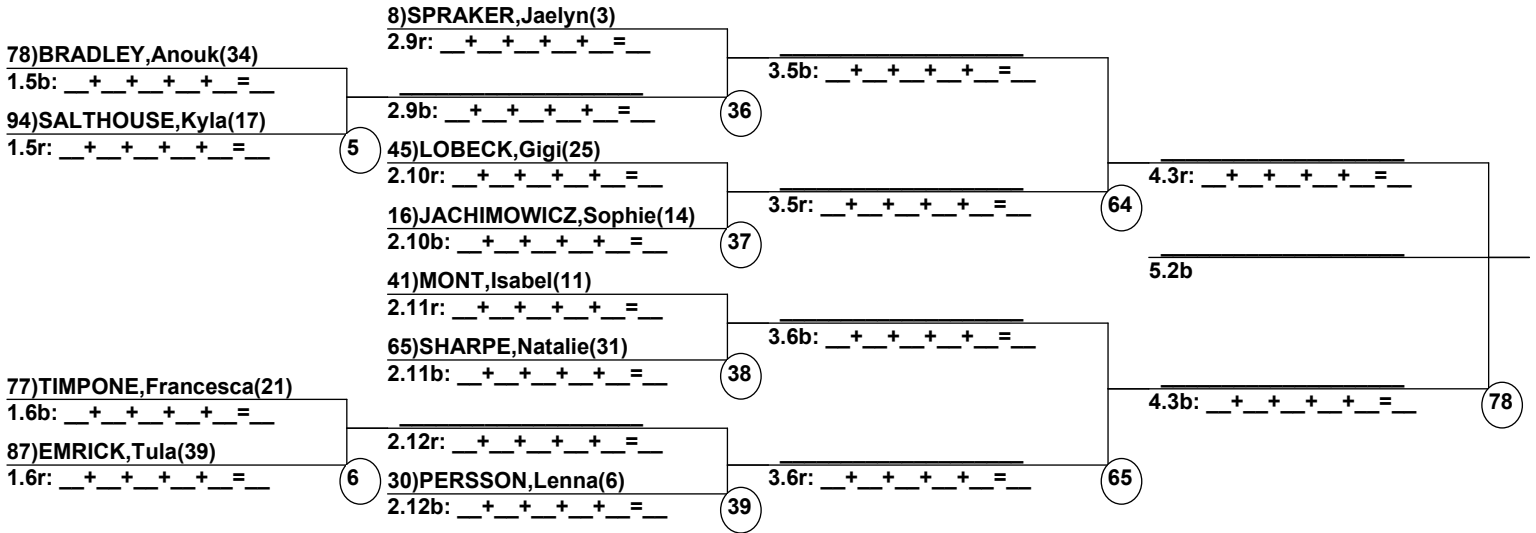 8)SPRAKER,Jaelyn(3)
2.9r: __+__+__+__+__=__
78)BRADLEY,Anouk(34)
1.5b: __+__+__+__+__=__
3.5b: __+__+__+__+__=__
2.9b: __+__+__+__+__=__
36
94)SALTHOUSE,Kyla(17)
1.5r: __+__+__+__+__=__
5
45)LOBECK,Gigi(25)
2.10r: __+__+__+__+__=__
4.3r: __+__+__+__+__=__
3.5r: __+__+__+__+__=__
64
16)JACHIMOWICZ,Sophie(14)
2.10b: __+__+__+__+__=__
37
5.2b
41)MONT,Isabel(11)
2.11r: __+__+__+__+__=__
3.6b: __+__+__+__+__=__
65)SHARPE,Natalie(31)
2.11b: __+__+__+__+__=__
38
77)TIMPONE,Francesca(21)
1.6b: __+__+__+__+__=__
4.3b: __+__+__+__+__=__
78
2.12r: __+__+__+__+__=__
87)EMRICK,Tula(39)
1.6r: __+__+__+__+__=__
6
3.6r: __+__+__+__+__=__
65
30)PERSSON,Lenna(6)
2.12b: __+__+__+__+__=__
39